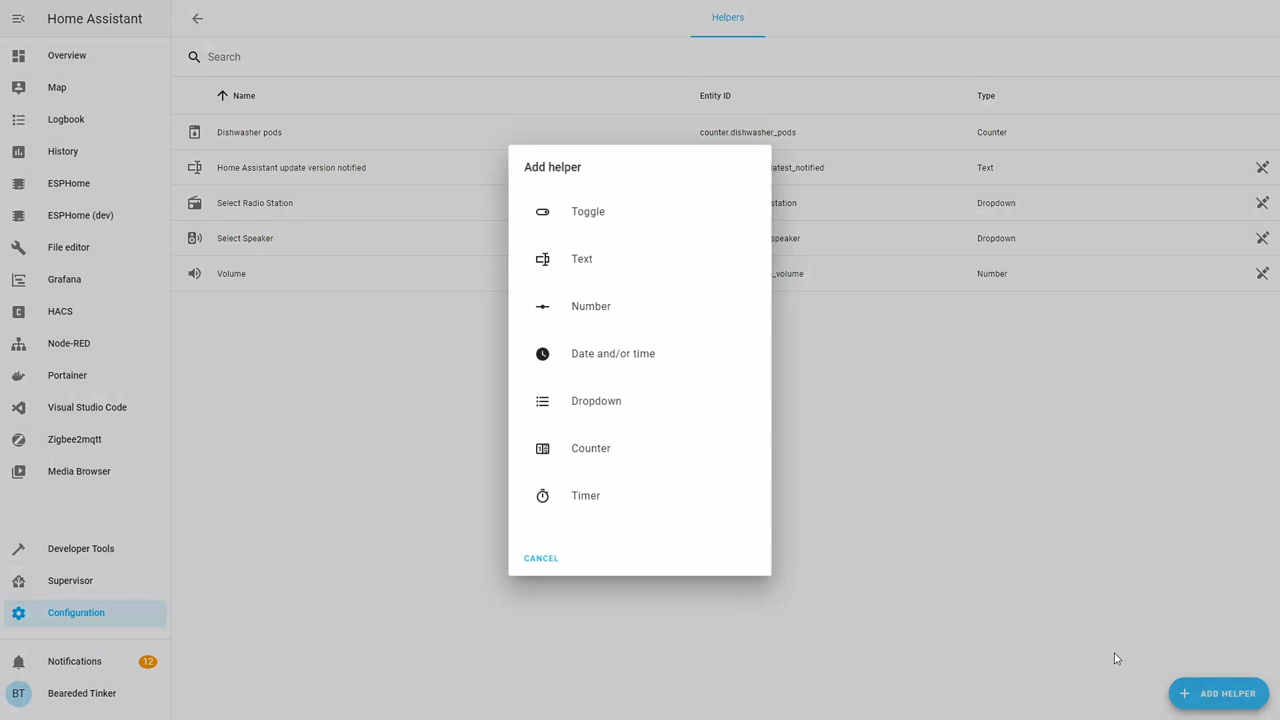 Home Assistant
Helpers
Overview
Search
Map
Name Entity ID Type
Logbook
Dishwasher pods counter.dishwasher_pods Counter
History
Add helper
Home Assistant update version notified latest_notified Text
ESPHome
Select Radio Station station Dropdown
Toggle
ESPHome (dev)
Select Speaker speaker Dropdown
File editor
Text
Volume _volume Number
Grafana
Number
HACS
Node-RED
Date and/or time
Portainer
Dropdown
Visual Studio Code
Zigbee2mqtt
Counter
Media Browser
Timer
Developer Tools
CANCEL
Supervisor
Configuration
Notifications 12
BT Beareded Tinker
ADD HELPER